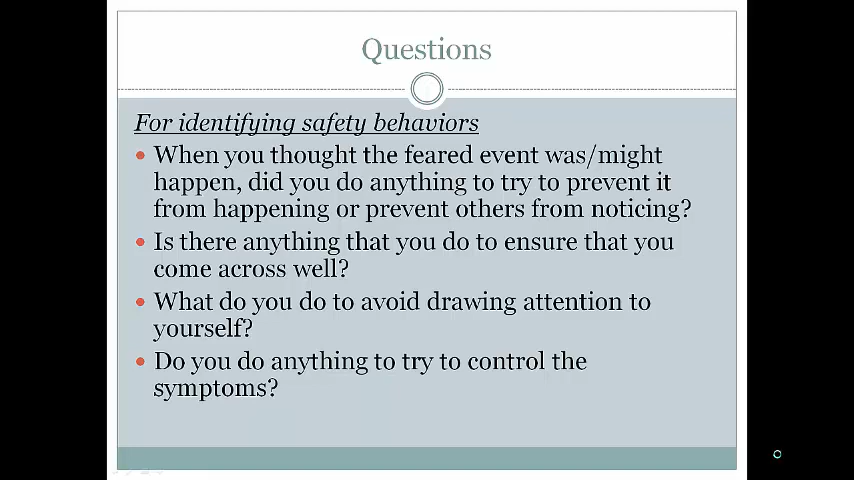 Questions
For identifying safety behaviors
• When you thought the feared event was/might
happen, did you do anything to try to prevent it
from happening or prevent others from noticing?
• Is there anything that you do to ensure that you
come across well?
• What do you do to avoid drawing attention to
yourself?
• Do you do anything to try to control the
symptoms?